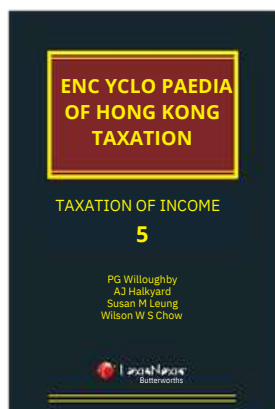 ENC YCLO PAEDIA
OF HONG KONG
TAXATION
TAXATION OF INCOME
5
PG Willoughby
AJ Halkyard
Susan M Leung
Wilson W S Chow
LexisNexis
Butterworths